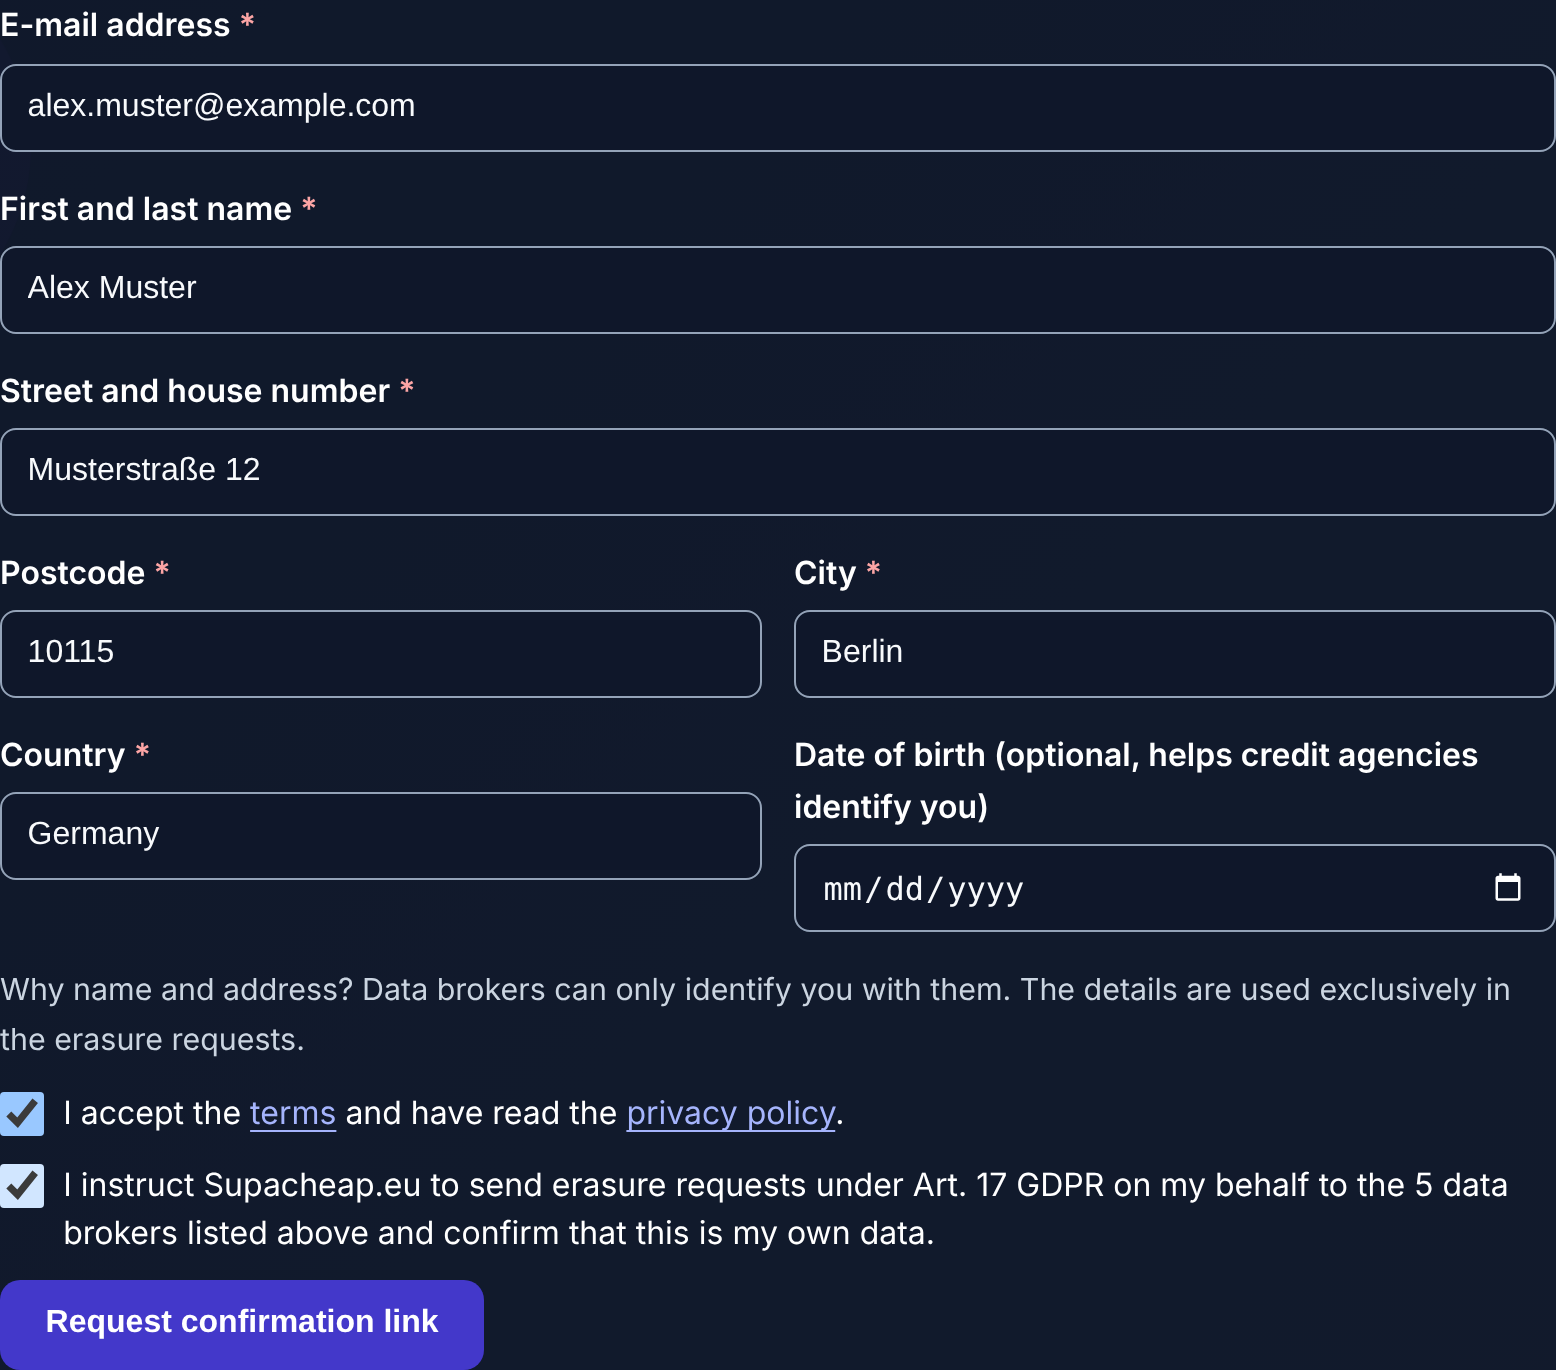 E-mail address *
alex.muster@example.com
First and last name *
Alex Muster
Street and house number *
Musterstraße 12
Postcode *
10115
City *
Berlin
Country *
Germany
Date of birth (optional, helps credit agencies
identify you)
mm/dd/yyyy
Why name and address? Data brokers can only identify you with them. The details are used exclusively in
the erasure requests.
I accept the terms and have read the privacy policy.
I instruct Supacheap.eu to send erasure requests under Art. 17 GDPR on my behalf to the 5 data
brokers listed above and confirm that this is my own data.
Request confirmation link